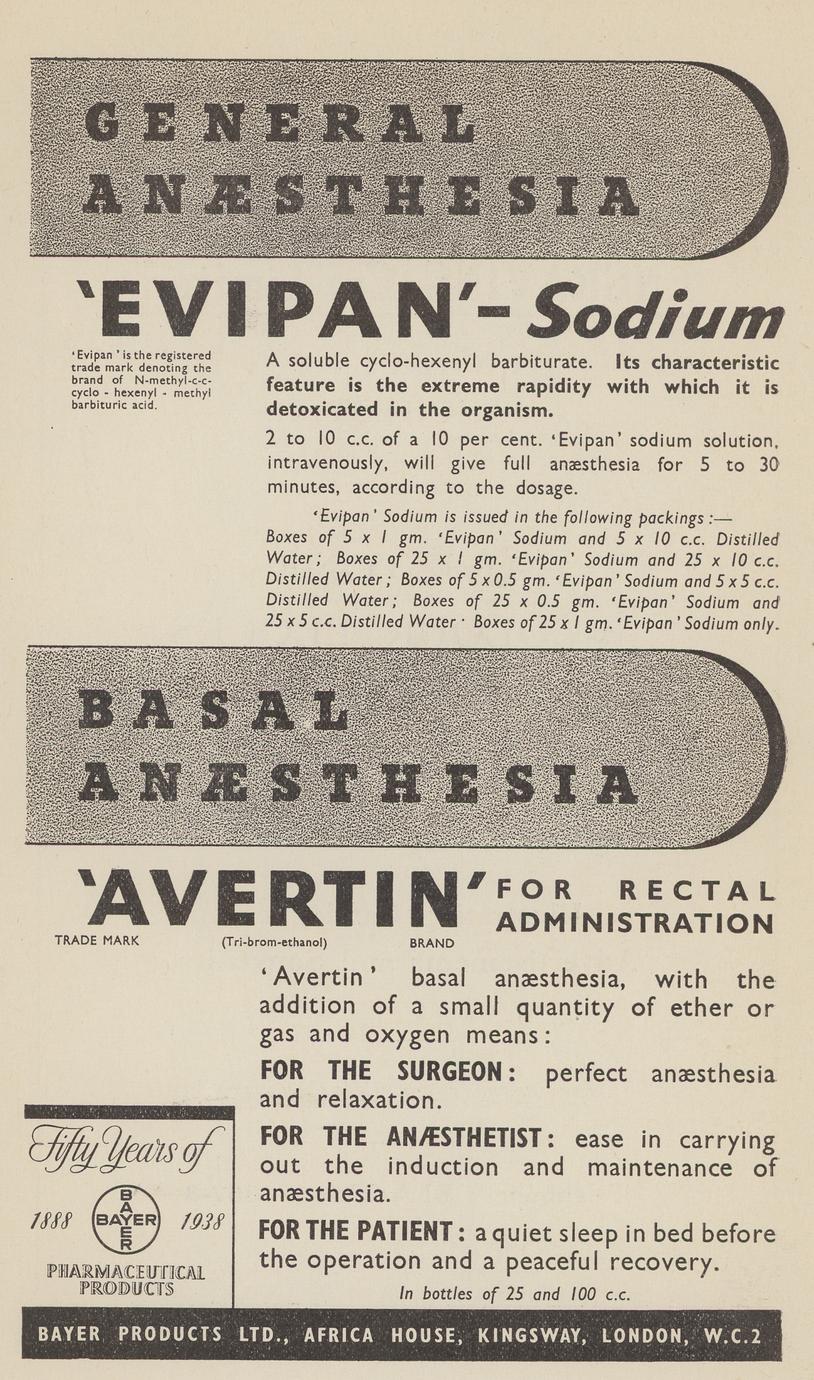 GENERAL
ANÆSTHESIA
'EVIPAN'-Sodium
'Evipan' is the registered
trade mark denoting the
brand of N-methyl-c-c-
cyclo - hexenyl - methyl
barbituric acid.
A soluble cyclo-hexenyl barbiturate. Its characteristic
feature is the extreme rapidity with which it is
detoxicated in the organism.
2 to 10 c.c. of a 10 per cent. 'Evipan' sodium solution,
intravenously, will give full anæsthesia for 5 to 30
minutes, according to the dosage.
'Evipan' Sodium is issued in the following packings :—
Boxes of 5 x 1 gm. 'Evipan' Sodium and 5 x 10 c.c. Distilled
Water; Boxes of 25 x 1 gm. 'Evipan' Sodium and 25 x 10 c.c.
Distilled Water; Boxes of 5 x 0.5 gm. 'Evipan' Sodium and 5 x 5 c.c.
Distilled Water; Boxes of 25 x 0.5 gm. 'Evipan' Sodium and
25 x 5 c.c. Distilled Water · Boxes of 25 x 1 gm. 'Evipan' Sodium only.
BASAL
ANÆSTHESIA
'AVERTIN' FOR RECTAL
ADMINISTRATION
TRADE MARK (Tri-brom-ethanol) BRAND
'Avertin' basal anæsthesia, with the
addition of a small quantity of ether or
gas and oxygen means:
FOR THE SURGEON: perfect anæsthesia
and relaxation.
FOR THE ANÆSTHETIST: ease in carrying
out the induction and maintenance of
anæsthesia.
FOR THE PATIENT: a quiet sleep in bed before
the operation and a peaceful recovery.
In bottles of 25 and 100 c.c.
Fifty Years of
1888 BAYER BAYER 1938
PHARMACEUTICAL
PRODUCTS
BAYER PRODUCTS LTD., AFRICA HOUSE, KINGSWAY, LONDON, W.C.2